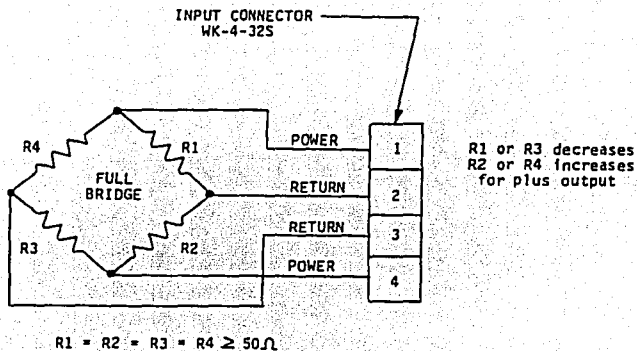 INPUT CONNECTOR
WK-4-32S
R4
R1
FULL
BRIDGE
R3
R2
POWER
1
RETURN
2
RETURN
3
POWER
4
R1 or R3 decreases
R2 or R4 increases
for plus output
R1 = R2 = R3 = R4 ≥ 50Ω